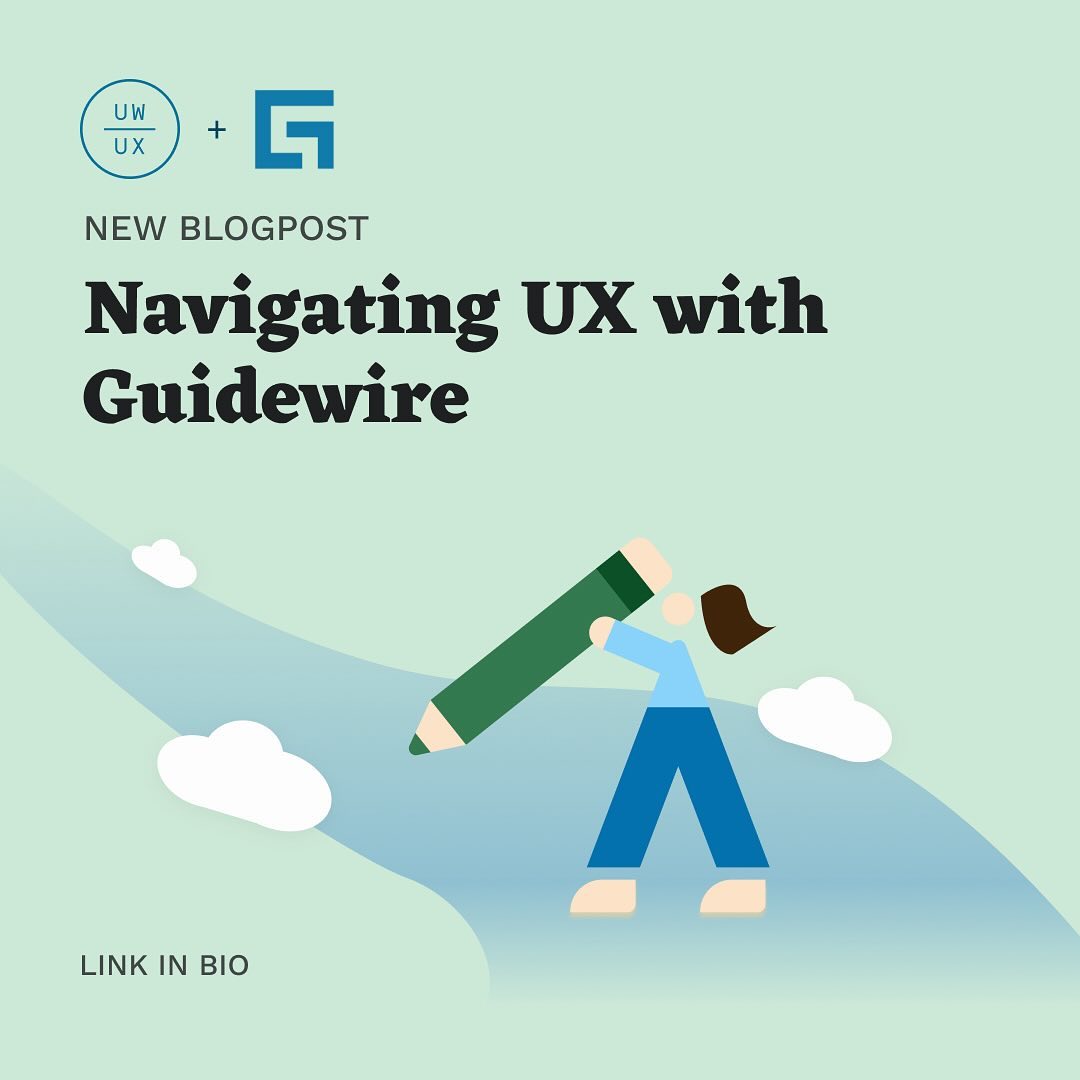 UW
UX
+
NEW BLOGPOST
Navigating UX with
Guidewire
LINK IN BIO